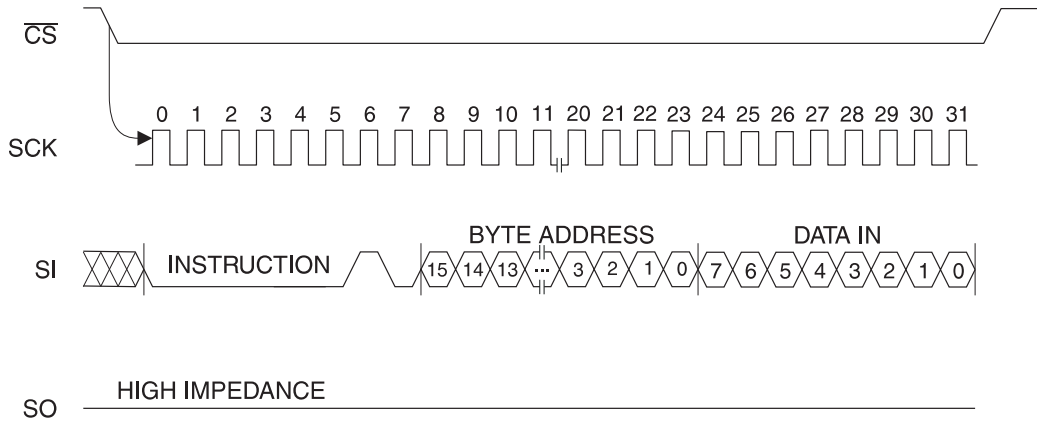 CS
0 1 2 3 4 5 6 7 8 9 10 11 20 21 22 23 24 25 26 27 28 29 30 31
SCK
BYTE ADDRESS DATA IN
SI INSTRUCTION 15 14 13 ... 3 2 1 0 7 6 5 4 3 2 1 0
HIGH IMPEDANCE
SO